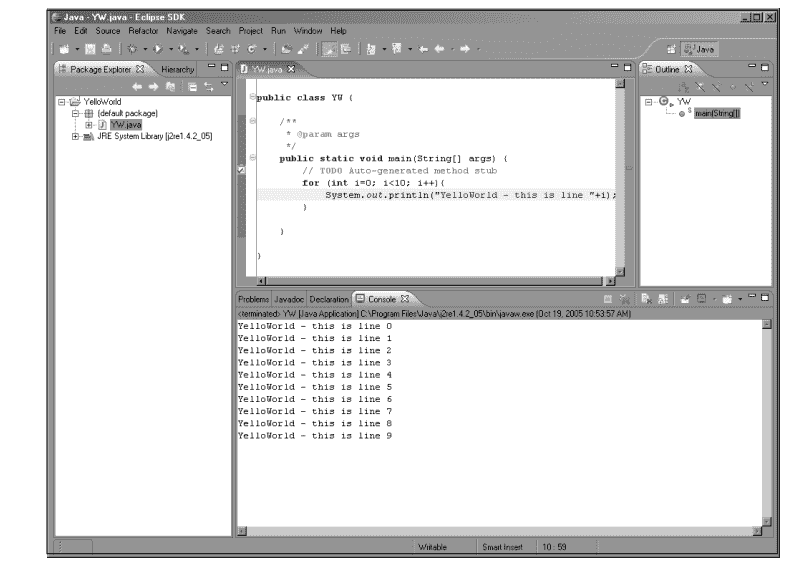 Java - YW.java - Eclipse SDK
File Edit Source Refactor Navigate Search Project Run Window Help
Java
Package Explorer Hierarchy
YelloWorld
(default package)
YW.java
JRE System Library [j2re1.4.2_05]
YW.java
public class YW {
/**
* @param args
*/
public static void main(String[] args) {
// TODO Auto-generated method stub
for (int i=0; i<10; i++){
System.out.println("YelloWorld - this is line "+i);
}
}
}
Outline
YW
main(String[])
Problems Javadoc Declaration Console
<terminated> YW [Java Application] C:\Program Files\Java\j2re1.4.2_05\bin\javaw.exe (Oct 19, 2005 10:53:57 AM)
YelloWorld - this is line 0
YelloWorld - this is line 1
YelloWorld - this is line 2
YelloWorld - this is line 3
YelloWorld - this is line 4
YelloWorld - this is line 5
YelloWorld - this is line 6
YelloWorld - this is line 7
YelloWorld - this is line 8
YelloWorld - this is line 9
Writable Smart Insert 10 : 59